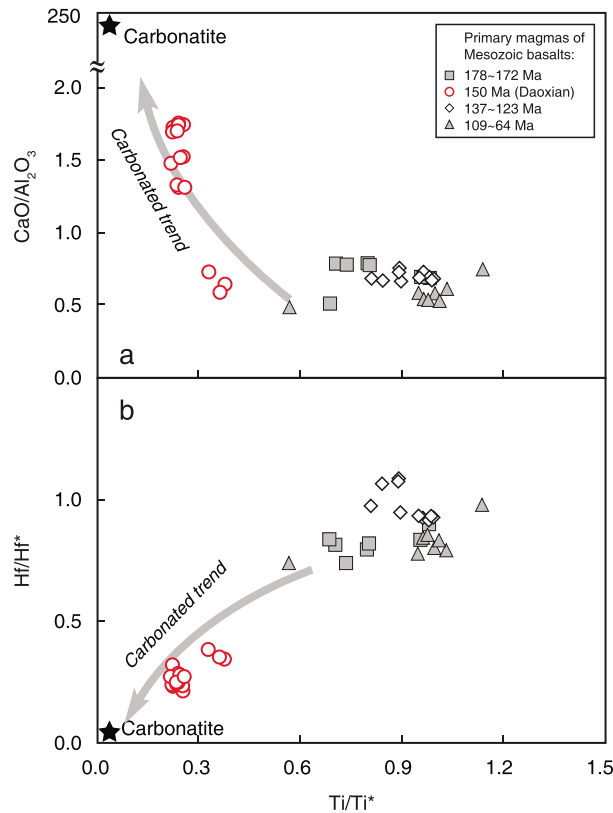 250
Carbonatite
Primary magmas of
Mesozoic basalts:
178~172 Ma
150 Ma (Daoxian)
137~123 Ma
109~64 Ma
2.0
1.5
1.0
0.5
0.0
CaO/Al2O3
Carbonated trend
a
b
1.0
0.5
0.0
Hf/Hf*
Carbonated trend
Carbonatite
0.0 0.3 0.6 0.9 1.2 1.5
Ti/Ti*